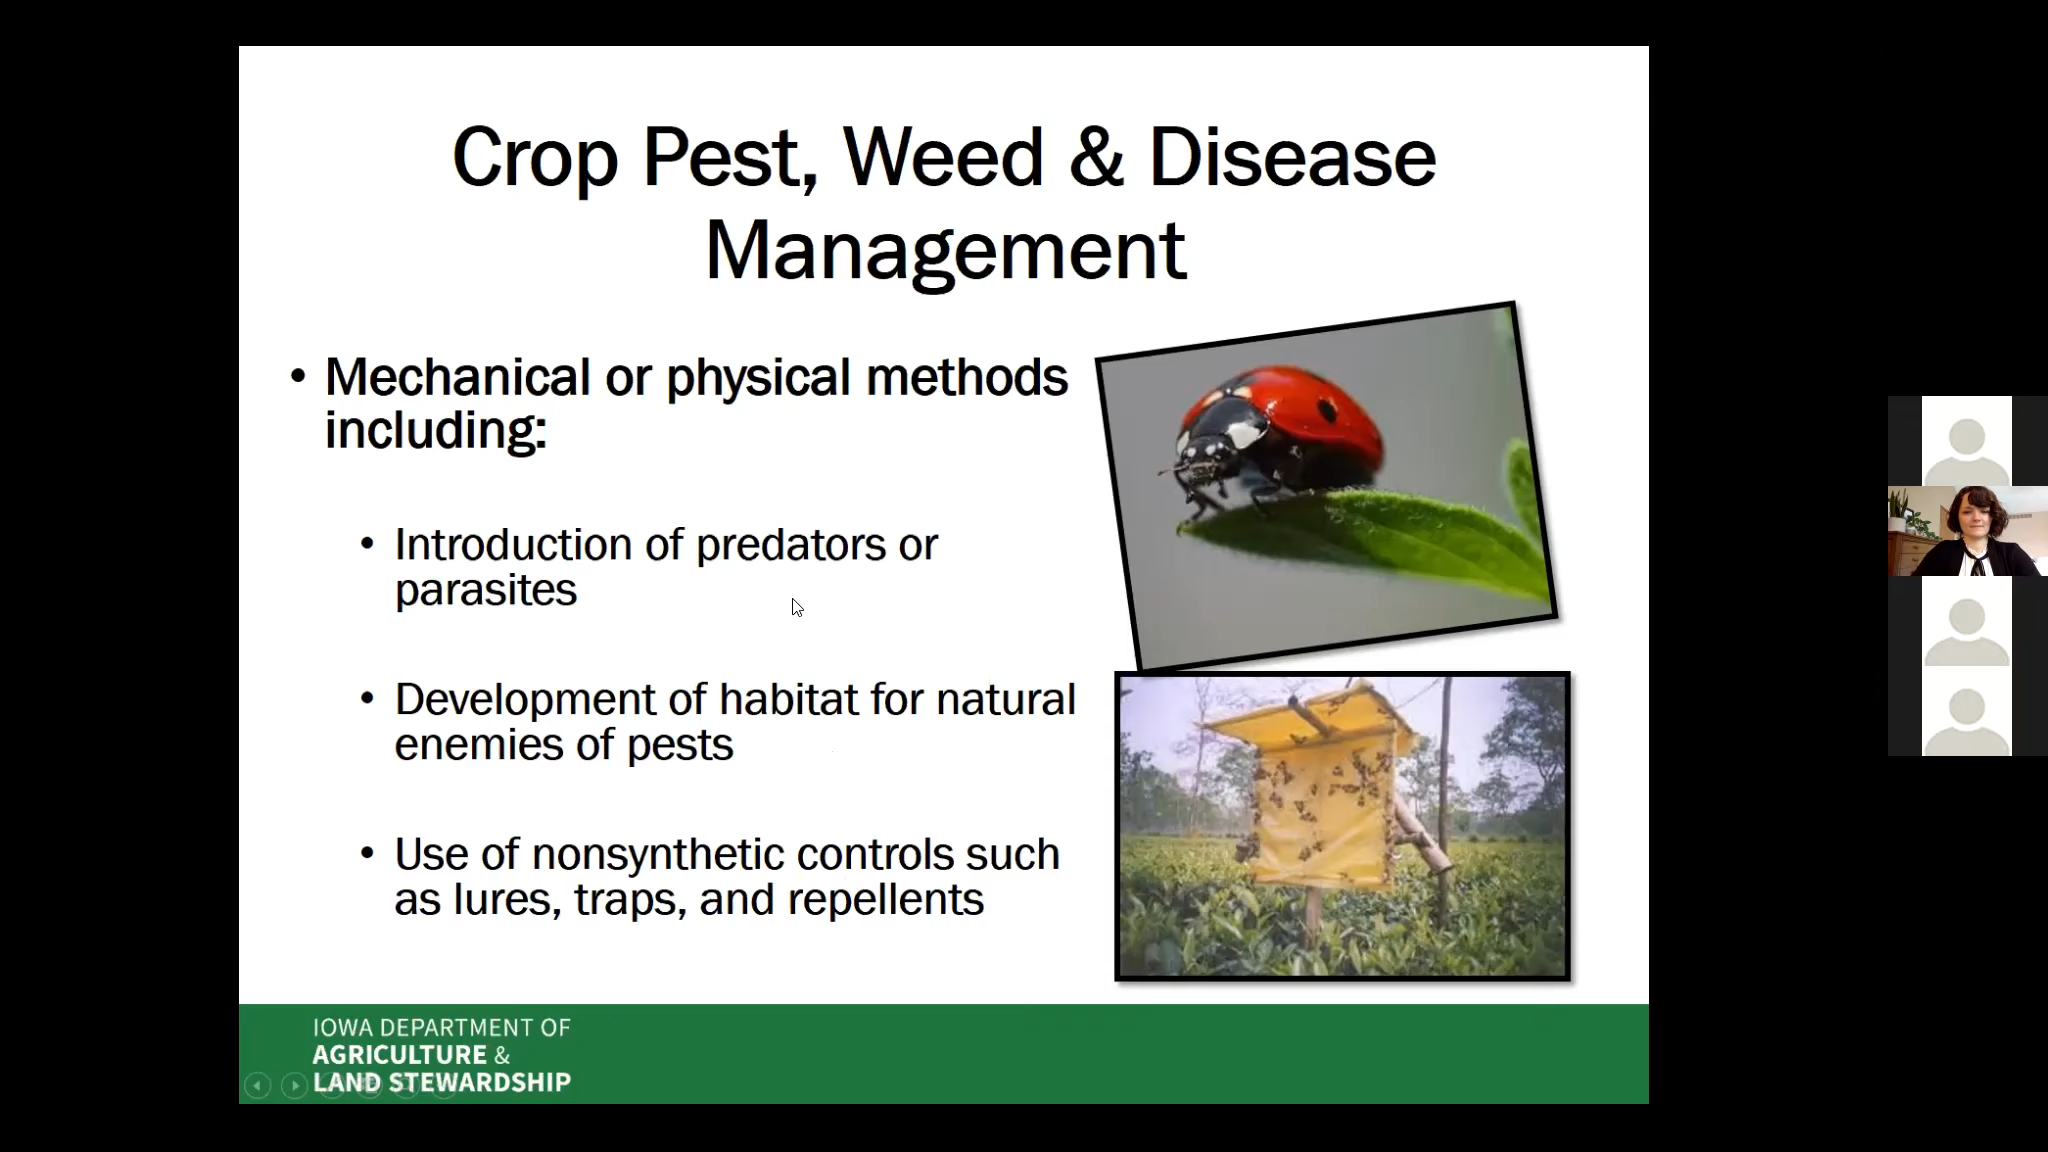 Crop Pest, Weed & Disease
Management
• Mechanical or physical methods
including:
• Introduction of predators or
parasites
• Development of habitat for natural
enemies of pests
• Use of nonsynthetic controls such
as lures, traps, and repellents
IOWA DEPARTMENT OF
AGRICULTURE &
LAND STEWARDSHIP